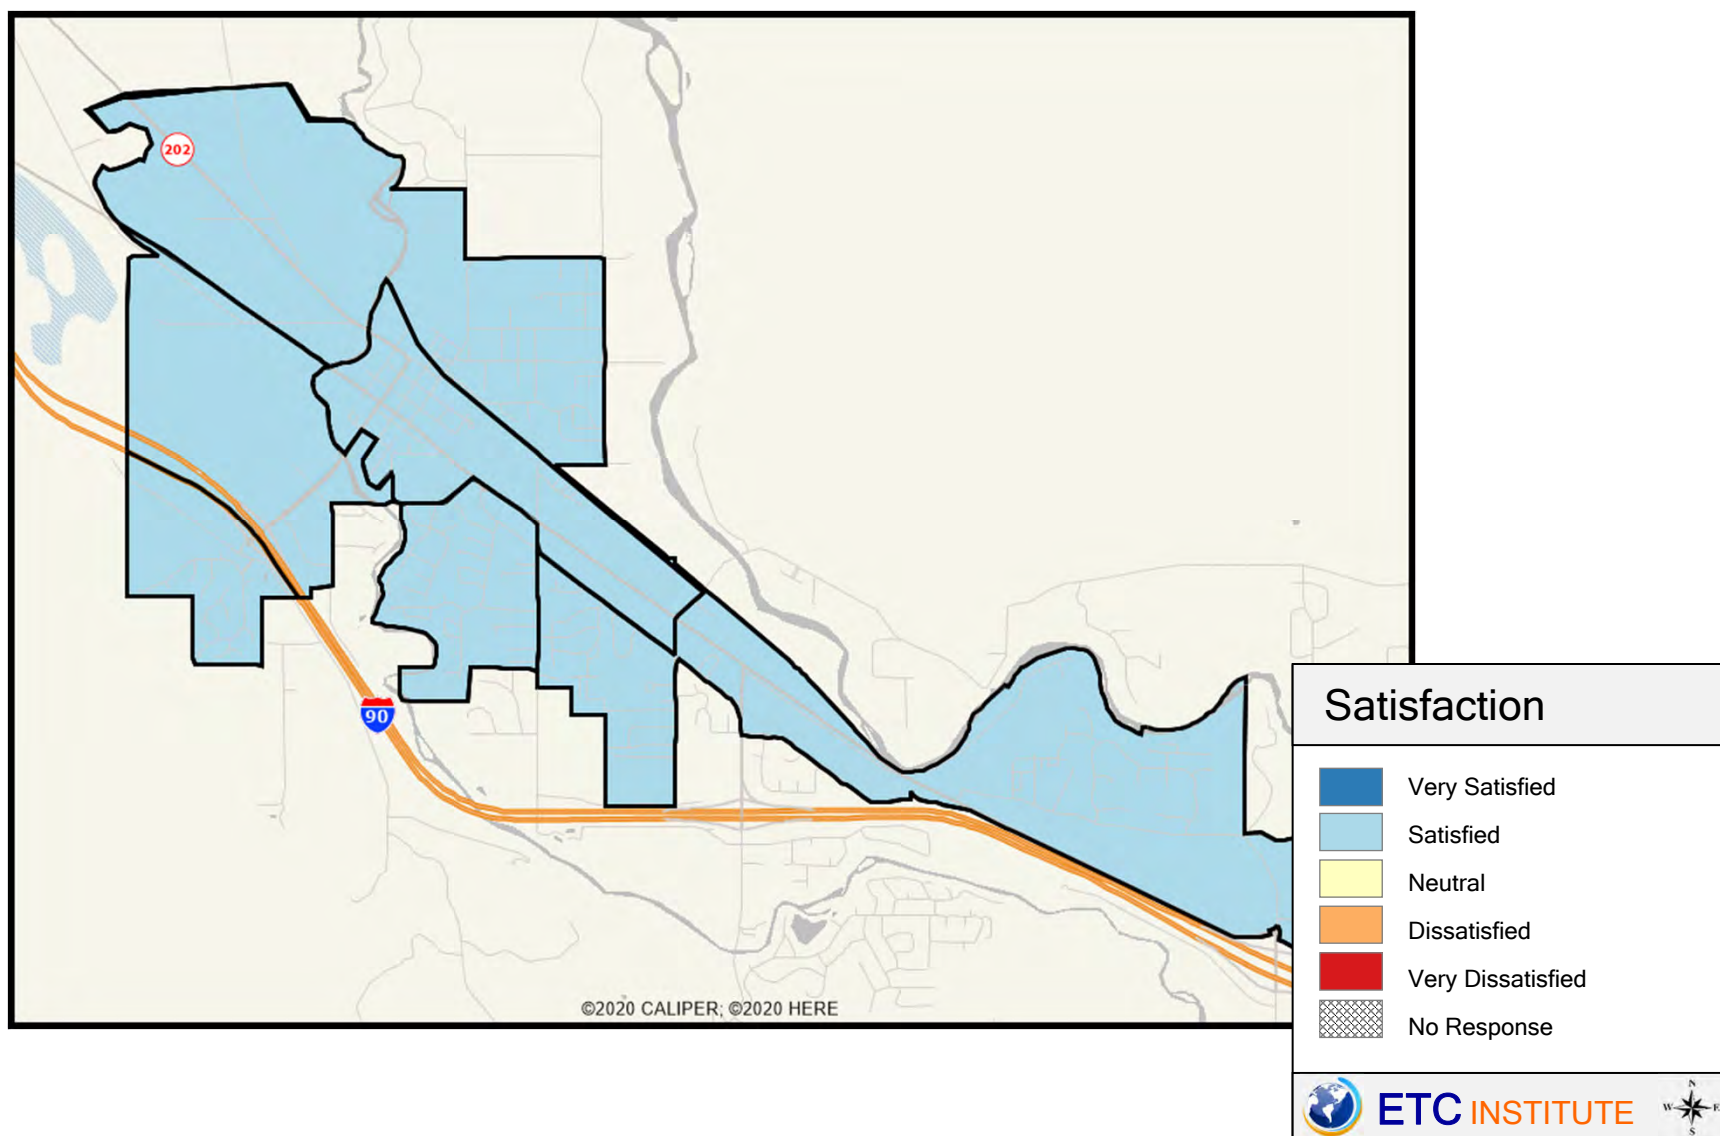 202
90
©2020 CALIPER; ©2020 HERE
Satisfaction
Very Satisfied
Satisfied
Neutral
Dissatisfied
Very Dissatisfied
No Response
ETC INSTITUTE
N
W E
S